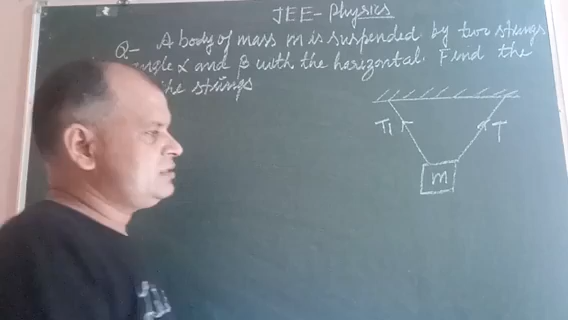 JEE-Physics
Q- A body of mass m is suspended by two strings
angle α and β with the horizontal. Find the
the strings
T1
T
m